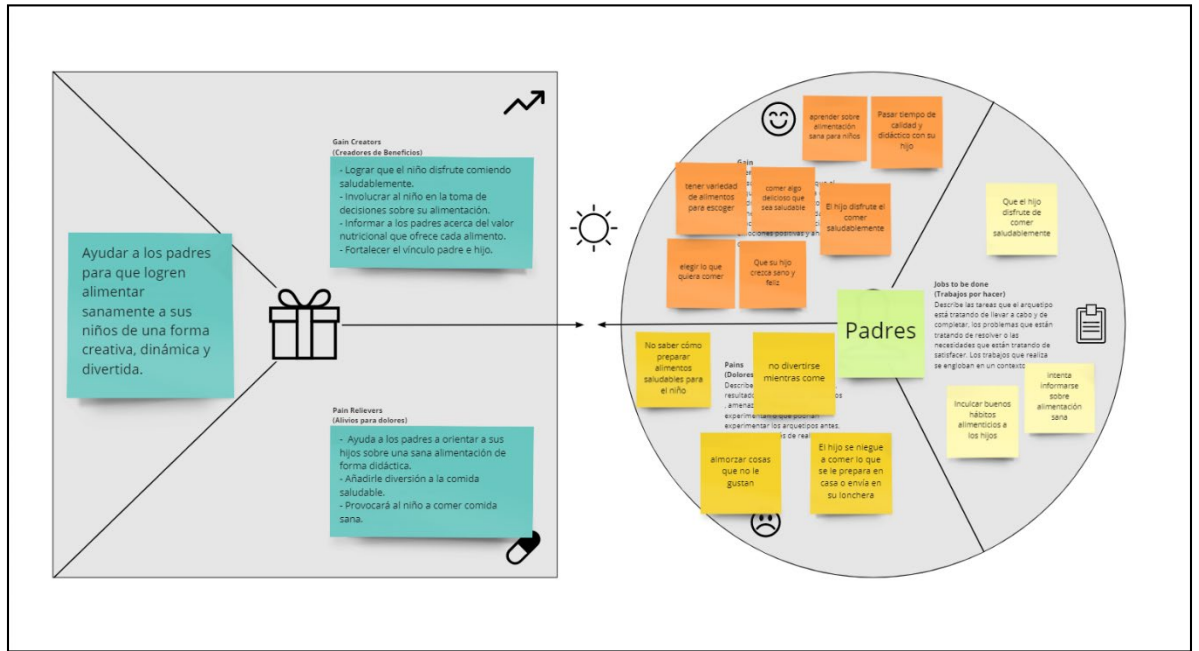 Gain Creators
(Creadores de Beneficios)
- Lograr que el niño disfrute comiendo
saludablemente.
- Involucrar al niño en la toma de
decisiones sobre su alimentación.
- Informar a los padres acerca del valor
nutricional que ofrece cada alimento.
- Fortalecer el vínculo padre e hijo.
Ayudar a los padres
para que logren
alimentar
sanamente a sus
niños de una forma
creativa, dinámica y
divertida.
Pain Relievers
(Alivios para dolores)
- Ayuda a los padres a orientar a sus
hijos sobre una sana alimentación de
forma didáctica.
- Añadirle diversión a la comida
saludable.
- Provocará al niño a comer comida
sana.
aprender sobre
alimentación
sana para niños
Pasar tiempo de
calidad y
didáctico con su
hijo
Gain
tener variedad
de alimentos
para escoger
comer algo
delicioso que
sea saludable
El hijo disfrute el
comer
saludablemente
elegir lo que
quiera comer
Que su hijo
crezca sano y
feliz
positivas y
Que el hijo
disfrute de
comer
saludablemente
Padres
Jobs to be done
(Trabajos por hacer)
Describe las tareas que el arquetipo
está tratando de llevar a cabo y de
completar, los problemas que están
tratando de resolver o las
necesidades que están tratando de
satisfacer. Los trabajos que realiza
se engloban en un contexto
Inculcar buenos
hábitos
alimenticios a
los hijos
intenta
informarse
sobre
alimentación
sana
No saber cómo
preparar
alimentos
saludables para
el niño
Pains
(Dolores
no divertirse
mientras come
experimentar los arquetipos antes,
almorzar cosas
que no le
gustan
El hijo se niegue
a comer lo que
se le prepara en
casa o envía en
su lonchera